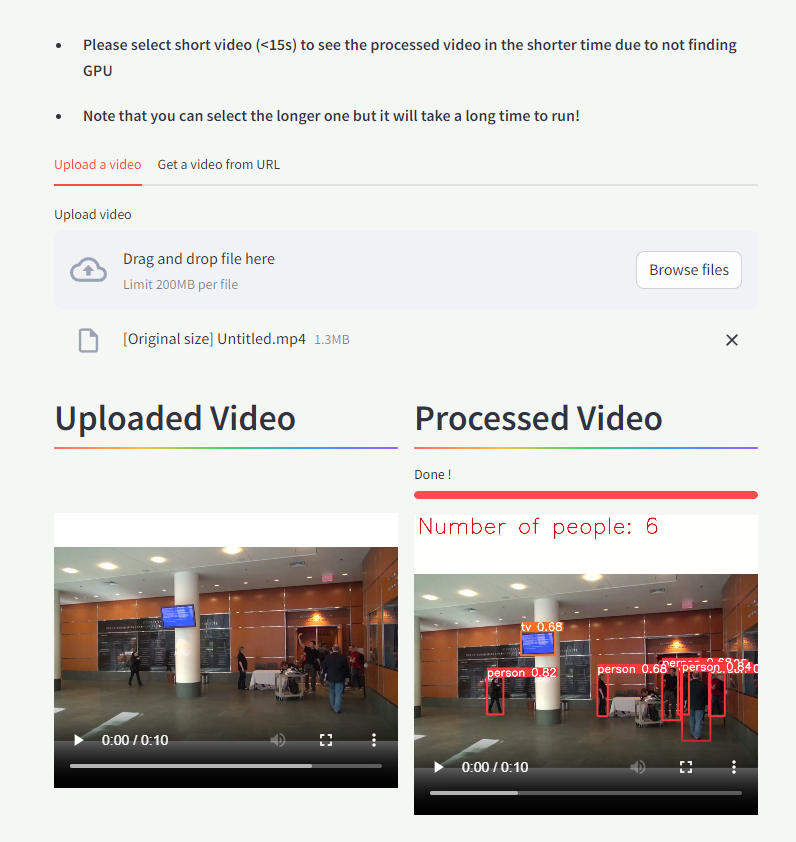 Please select short video (<15s) to see the processed video in the shorter time due to not finding
GPU
Note that you can select the longer one but it will take a long time to run!
Upload a video
Get a video from URL
Upload video
Drag and drop file here
Limit 200MB per file
Browse files
[Original size] Untitled.mp4 1.3MB
Uploaded Video
Processed Video
Done !
Number of people: 6
tv 0.68
person 0.82
person 0.68
person
person 0.84
0:00 / 0:10
0:00 / 0:10